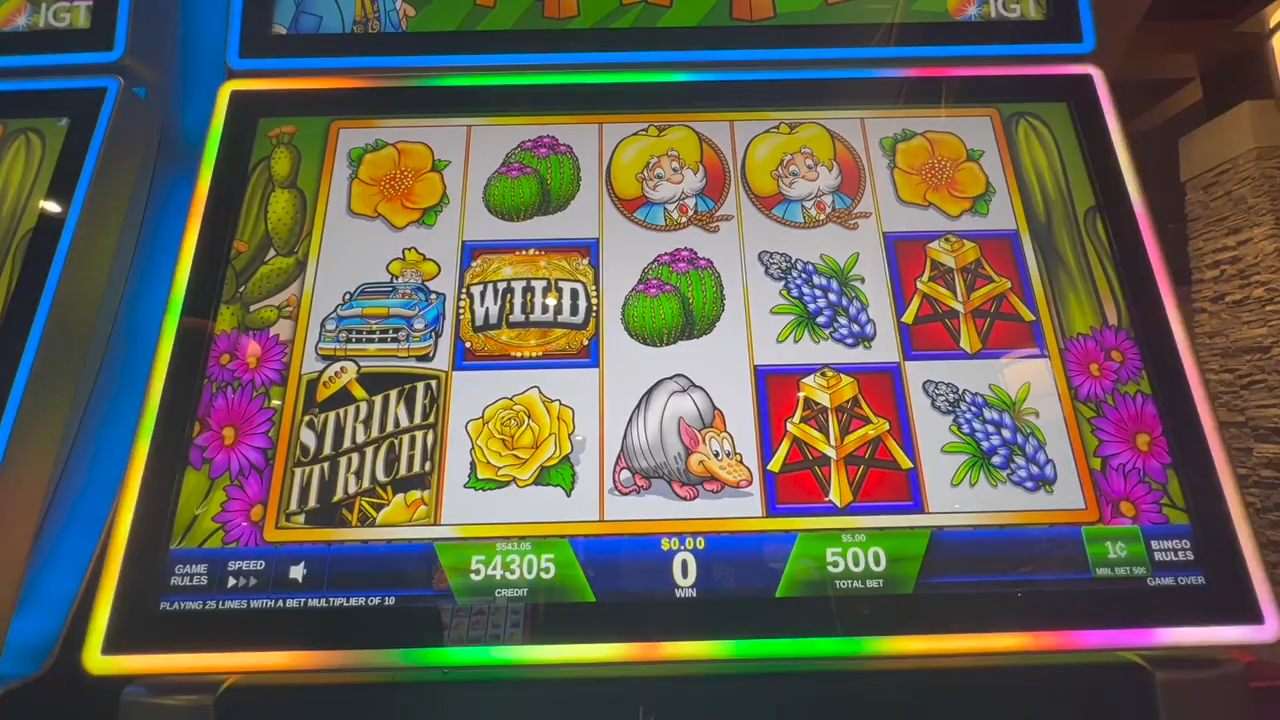 IGT
IGT
WILD
STRIKE
IT RICH!
GAME
RULES
SPEED
$543.05
54305
CREDIT
$0.00
0
WIN
$5.00
500
TOTAL BET
1¢
MIN. BET 50¢
BINGO
RULES
GAME OVER
PLAYING 25 LINES WITH A BET MULTIPLIER OF 10